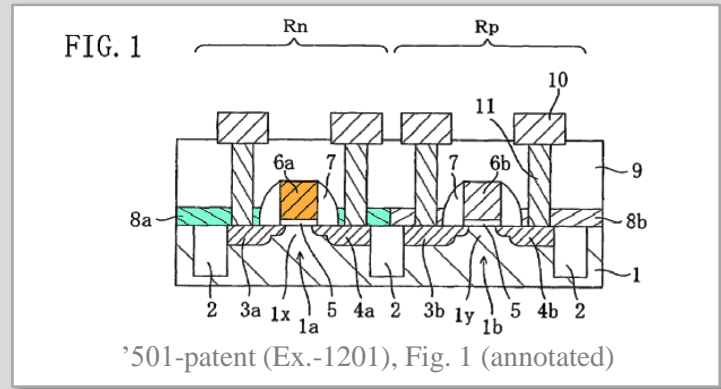 FIG. 1
Rn Rp
10
11
6a 7 7 6b
9
8a 8b
2 3a 1x 1a 5 4a 2 3b 1y 1b 5 4b 2 1
’501-patent (Ex.-1201), Fig. 1 (annotated)